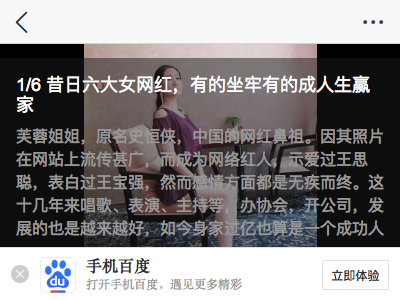 1/6 昔日六大女网红，有的坐牢有的成人生赢
家
芙蓉姐姐，原名史恒侠，中国的网红鼻祖。因其照片
在网站上流传甚广，而成为网络红人，示爱过王思
聪，表白过王宝强，然而感情方面都是无疾而终。这
十几年来唱歌、表演、主持等，办协会，开公司，发
展的也是越来越好，如今身家过亿也算是一个成功人
du
手机百度
打开手机百度，遇见更多精彩
立即体验